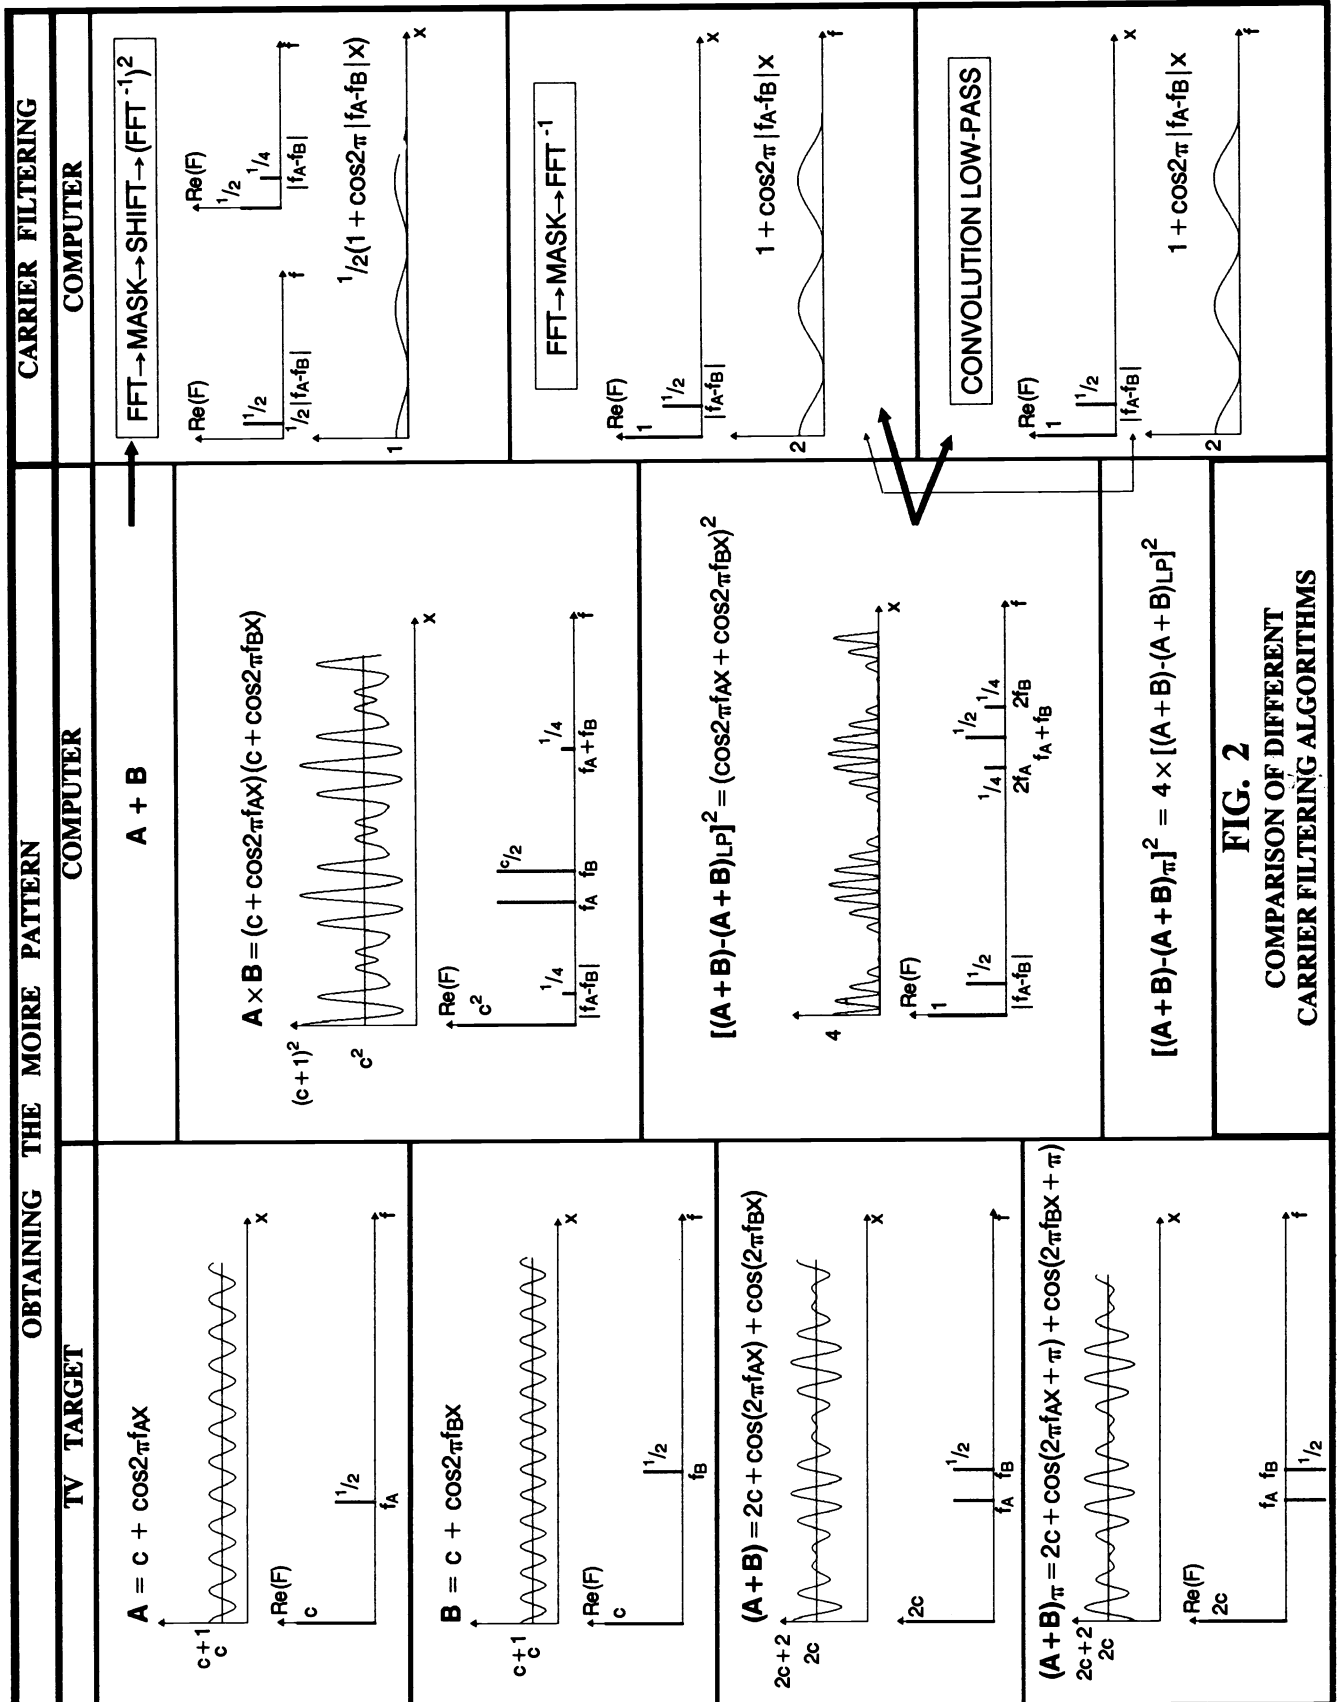 OBTAINING THE MOIRE PATTERN
CARRIER FILTERING
TV TARGET
COMPUTER
COMPUTER
A = c + cos2πfAx
c+1
c
x
Re(F)
c
1/2
fA
f
B = c + cos2πfBx
c+1
c
x
Re(F)
c
1/2
fB
f
(A+B) = 2c + cos(2πfAx) + cos(2πfBx)
2c+2
2c
x
2c
1/2
fA
fB
f
(A+B)π = 2c + cos(2πfAx + π) + cos(2πfBx + π)
2c+2
2c
x
Re(F)
2c
fA
fB
1/2
f
A + B
A × B = (c + cos2πfAx)(c + cos2πfBx)
(c+1)²
c²
x
Re(F)
c²
1/4
|fA-fB|
c/2
fA
fB
1/4
fA+fB
f
[(A+B)-(A+B)LP]² = (cos2πfAx + cos2πfBx)²
4
x
Re(F)
1
1/2
|fA-fB|
1/4
2fA
1/2
fA+fB
1/4
2fB
f
[(A+B)-(A+B)π]² = 4 × [(A+B)-(A+B)LP]²
FIG. 2
COMPARISON OF DIFFERENT
CARRIER FILTERING ALGORITHMS
FFT→MASK→SHIFT→(FFT⁻¹)²
Re(F)
1/2
1/2|fA-fB|
f
Re(F)
1/2
1/4
|fA-fB|
f
1/2(1 + cos2π|fA-fB|x)
1
x
FFT→MASK→FFT⁻¹
Re(F)
1
1/2
|fA-fB|
x
1 + cos2π|fA-fB|x
2
f
CONVOLUTION LOW-PASS
Re(F)
1
1/2
|fA-fB|
x
1 + cos2π|fA-fB|x
2
f